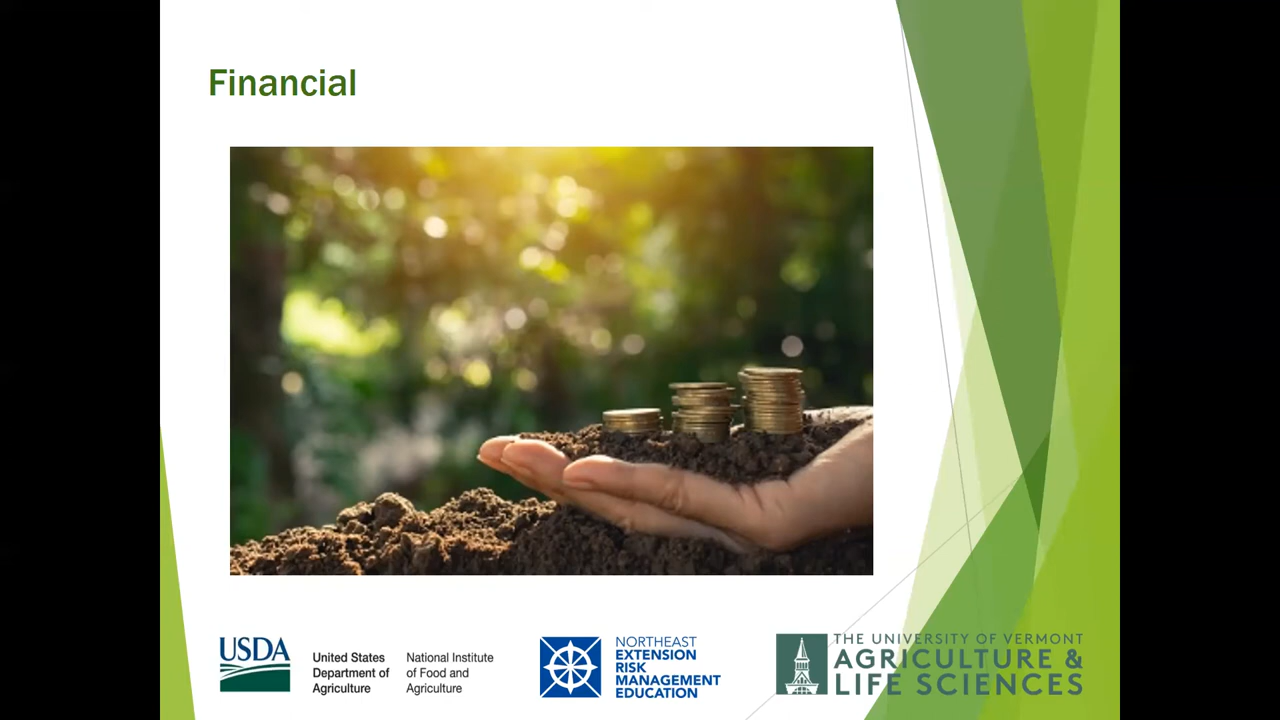 Financial
USDA
United States
Department of
Agriculture
National Institute
of Food and
Agriculture
NORTHEAST
EXTENSION
RISK
MANAGEMENT
EDUCATION
THE UNIVERSITY OF VERMONT
AGRICULTURE &
LIFE SCIENCES